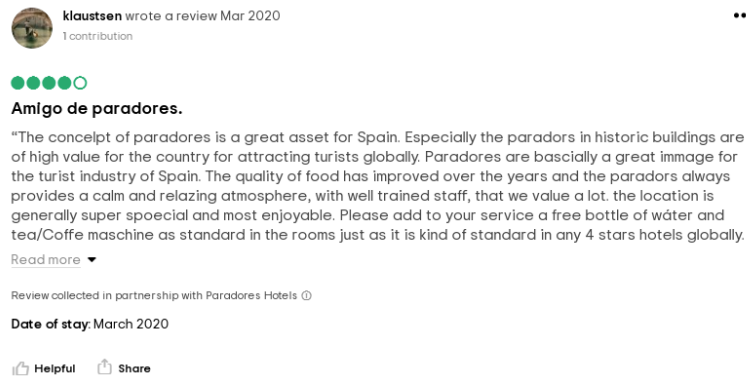 klaustsen wrote a review Mar 2020
1 contribution
Amigo de paradores.
“The concelpt of paradores is a great asset for Spain. Especially the paradors in historic buildings are
of high value for the country for attracting turists globally. Paradores are bascially a great immage for
the turist industry of Spain. The quality of food has improved over the years and the paradors always
provides a calm and relazing atmosphere, with well trained staff, that we value a lot. the location is
generally super spoecial and most enjoyable. Please add to your service a free bottle of wáter and
tea/Coffe maschine as standard in the rooms just as it is kind of standard in any 4 stars hotels globally.
Read more
Review collected in partnership with Paradores Hotels
Date of stay: March 2020
Helpful Share